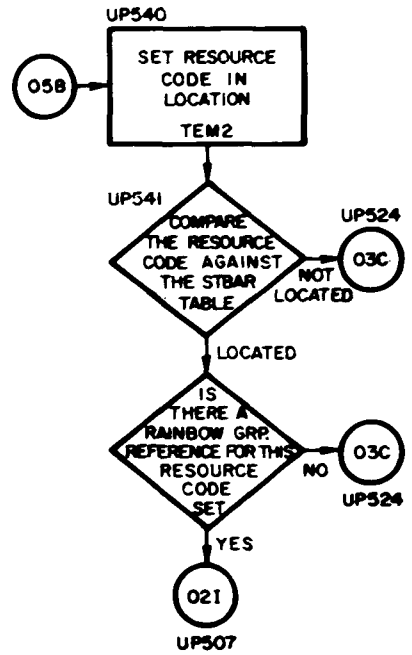 UP540
05B
SET RESOURCE
CODE IN
LOCATION
TEM2
UP541
COMPARE
THE RESOURCE
CODE AGAINST
THE STBAR
TABLE
UP524
03C
NOT
LOCATED
LOCATED
IS
THERE A
RAINBOW GRP.
REFERENCE FOR THIS
RESOURCE
CODE
SET
NO
03C
UP524
YES
02I
UP507